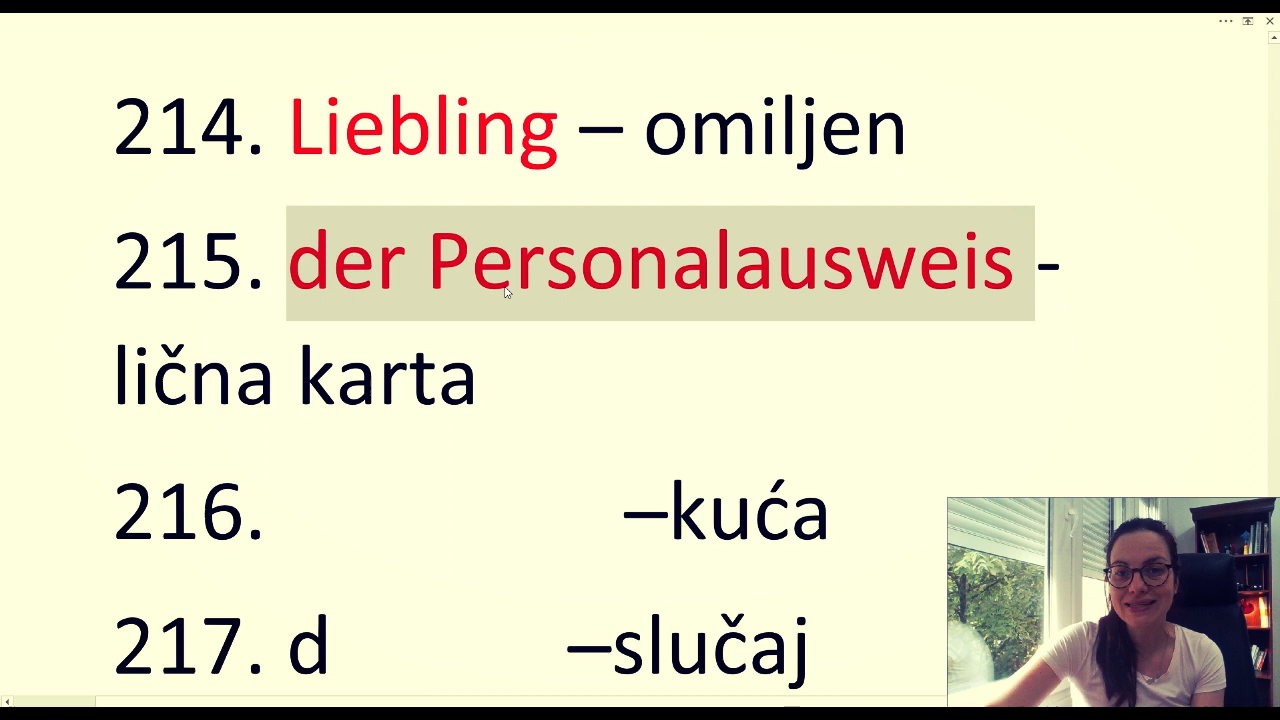 214. Liebling – omiljen
215. der Personalausweis -
lična karta
216. –kuća
217. d –slučaj